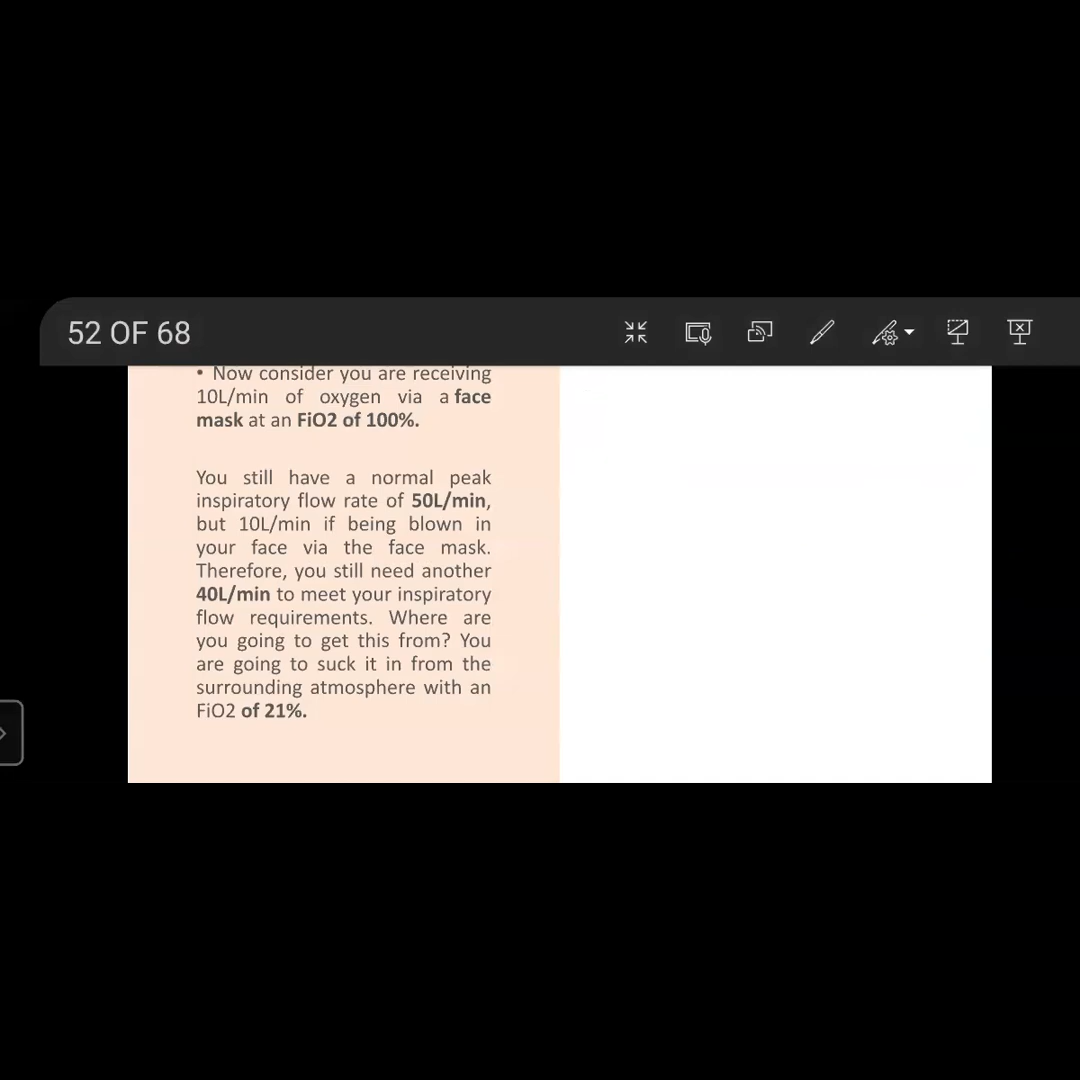 52 OF 68
• Now consider you are receiving
10L/min of oxygen via a face
mask at an FiO2 of 100%.
You still have a normal peak
inspiratory flow rate of 50L/min,
but 10L/min if being blown in
your face via the face mask.
Therefore, you still need another
40L/min to meet your inspiratory
flow requirements. Where are
you going to get this from? You
are going to suck it in from the
surrounding atmosphere with an
FiO2 of 21%.